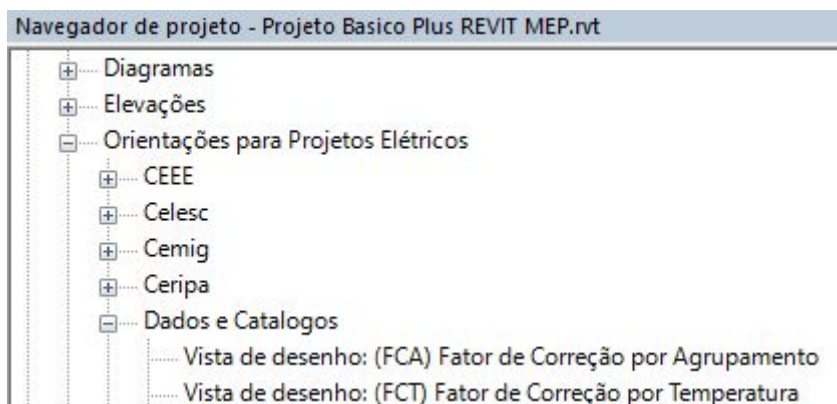 Navegador de projeto - Projeto Basico Plus REVIT MEP.rvt
Diagramas
Elevações
Orientações para Projetos Elétricos
CEEE
Celesc
Cemig
Ceripa
Dados e Catalogos
Vista de desenho: (FCA) Fator de Correção por Agrupamento
Vista de desenho: (FCT) Fator de Correção por Temperatura